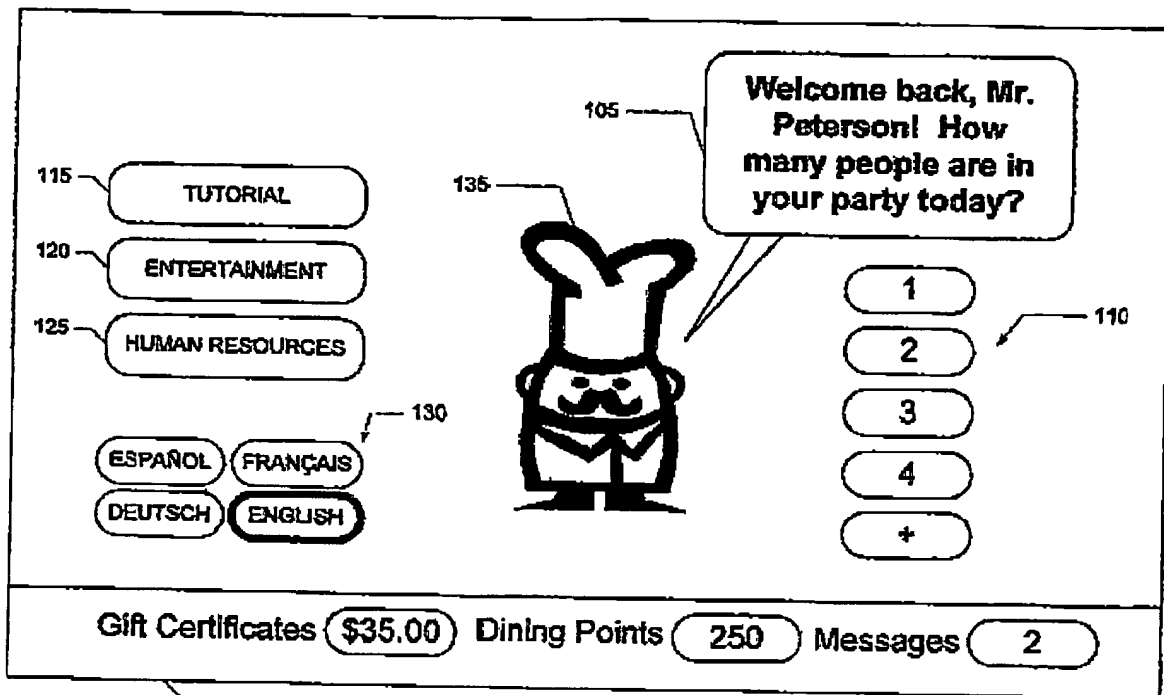 105
Welcome back, Mr.
Peterson! How
many people are in
your party today?
115
TUTORIAL
135
120
ENTERTAINMENT
125
HUMAN RESOURCES
1
110
2
3
4
+
130
ESPAÑOL FRANÇAIS
DEUTSCH ENGLISH
Gift Certificates $35.00 Dining Points 250 Messages 2